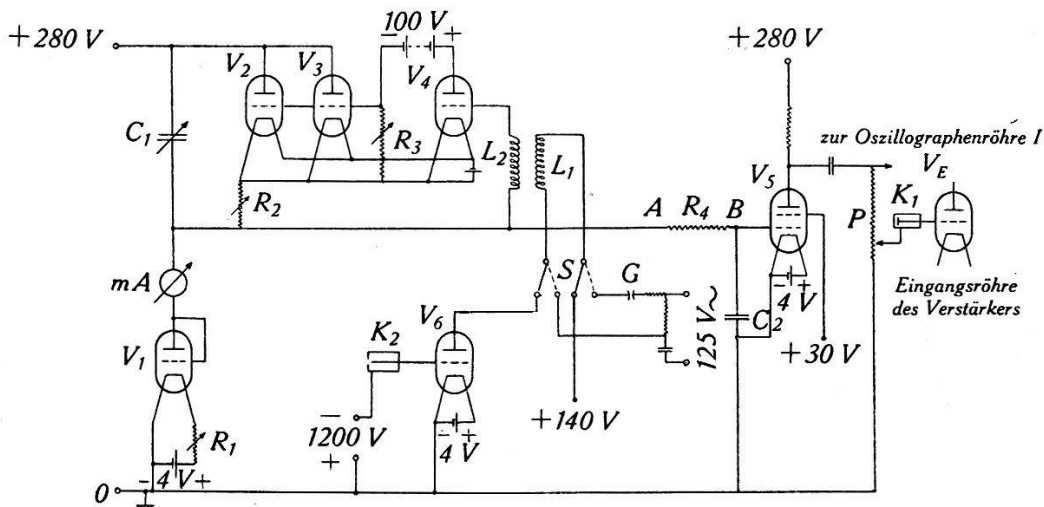 +280 V
V2
V3
− 100 V +
V4
C1
R3
L2
L1
R2
A R4 B
+280 V
zur Oszillographenröhre I
V5
VE
K1
P
− 4 V +
Eingangsröhre
des Verstärkers
mA
S
G
125 V~
C2
+30 V
V1
V6
K2
+140 V
R1
−
1200 V
+
− 4 V +
− 4 V +
0